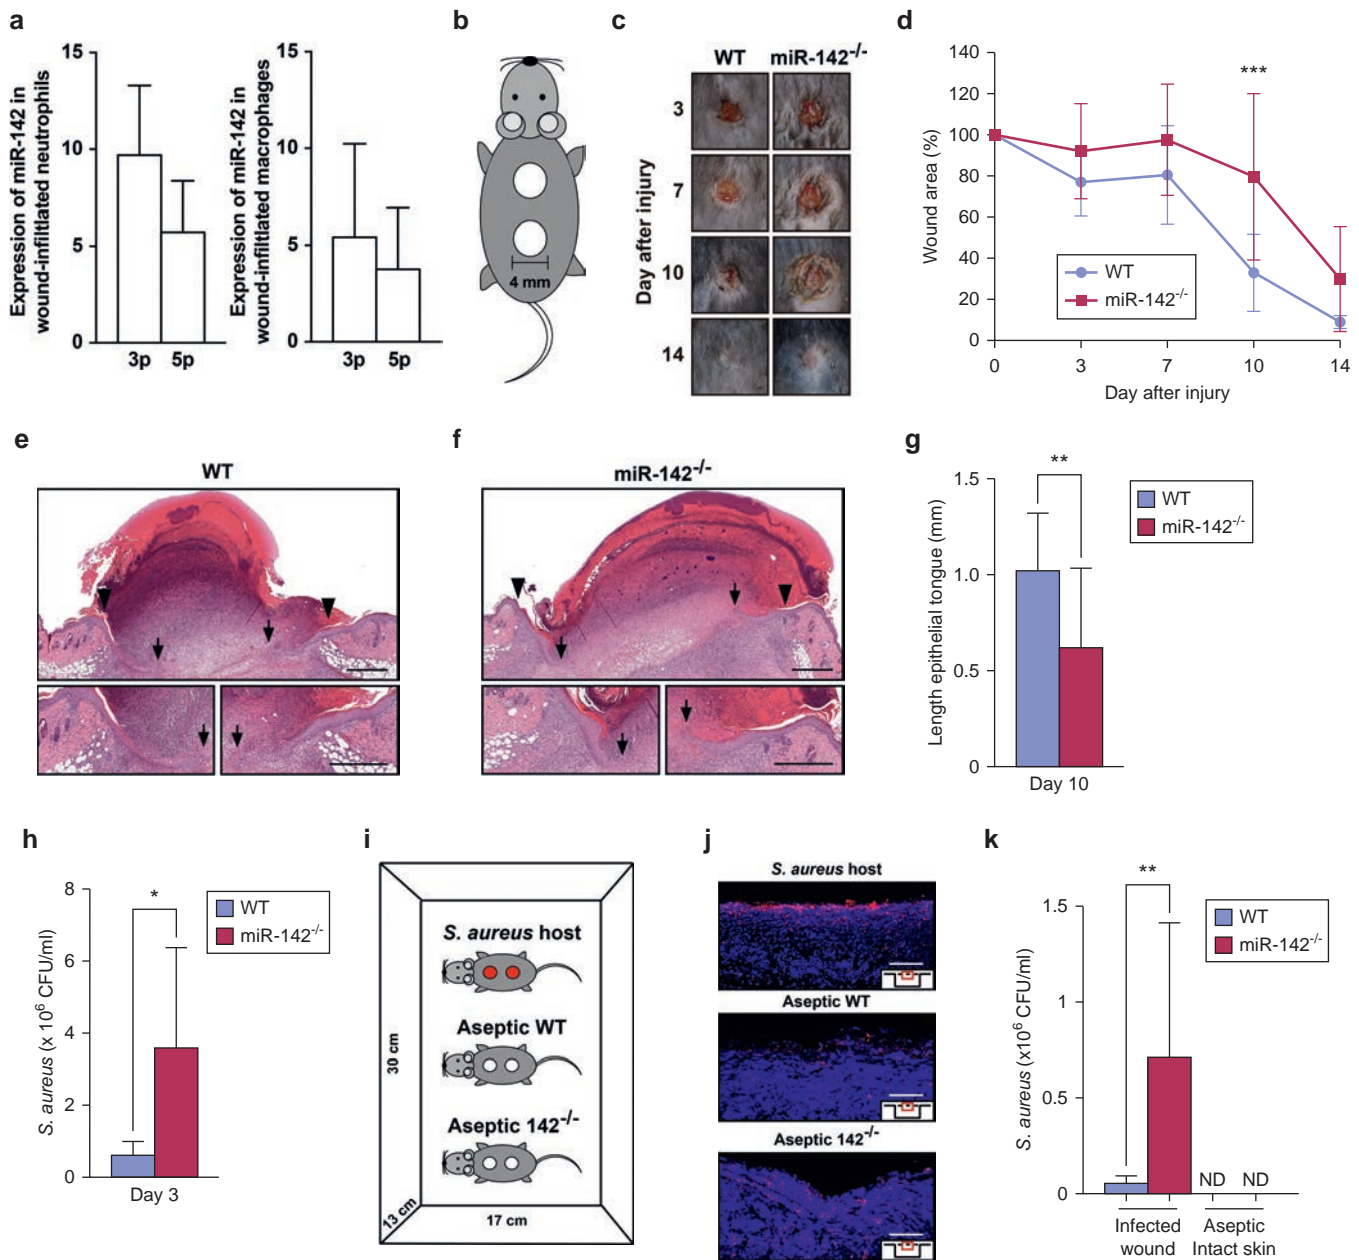 a
Expression of miR-142 in
wound-infiltrated neutrophils
15
10
5
0
3p 5p
Expression of miR-142 in
wound-infiltlated macrophages
15
10
5
0
3p 5p
b
4 mm
c
WT miR-142-/-
Day after injury
3
7
10
14
d
Wound area (%)
140
120
100
80
60
40
20
0
***
WT
miR-142-/-
0 3 7 10 14
Day after injury
e
WT
f
miR-142-/-
g
Length epithelial tongue (mm)
1.5
1.0
0.5
0
**
WT
miR-142-/-
Day 10
h
S. aureus (x 10⁶ CFU/ml)
8
6
4
2
0
*
WT
miR-142-/-
Day 3
i
S. aureus host
Aseptic WT
Aseptic 142-/-
30 cm
13 cm
17 cm
j
S. aureus host
Aseptic WT
Aseptic 142-/-
k
S. aureus (x10⁶ CFU/ml)
1.5
1
0.5
0
**
WT
miR-142-/-
ND ND
Infected
wound
Aseptic
Intact skin